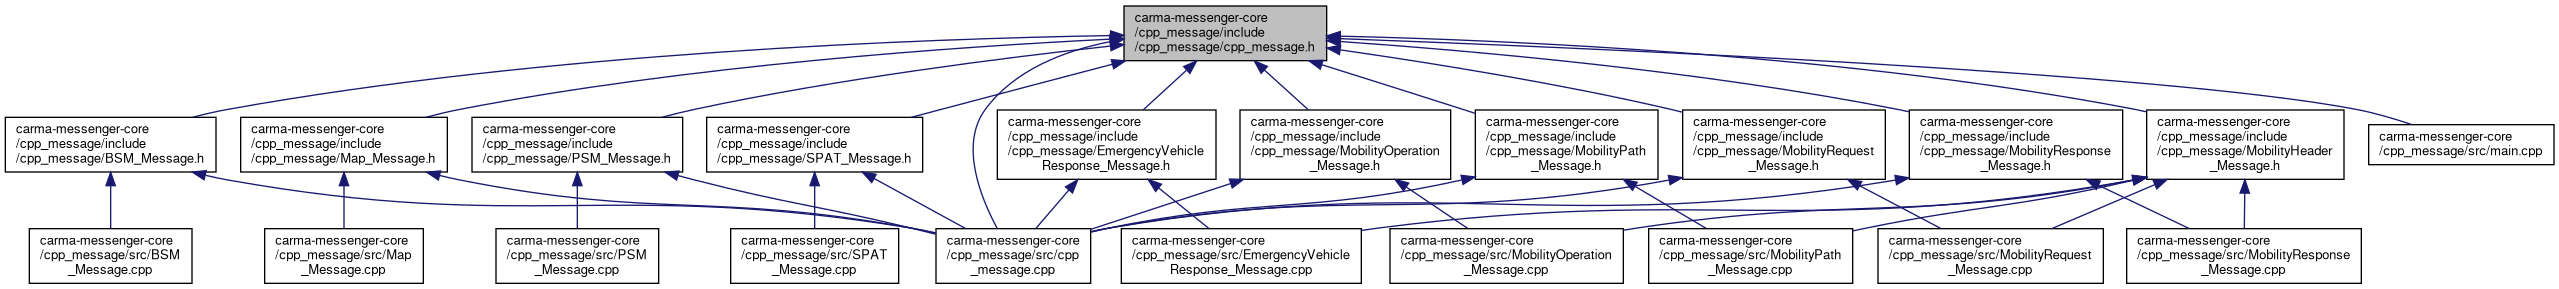 carma-messenger-core
/cpp_message/include
/cpp_message/cpp_message.h
carma-messenger-core
/cpp_message/include
/cpp_message/BSM_Message.h
carma-messenger-core
/cpp_message/include
/cpp_message/Map_Message.h
carma-messenger-core
/cpp_message/include
/cpp_message/PSM_Message.h
carma-messenger-core
/cpp_message/include
/cpp_message/SPAT_Message.h
carma-messenger-core
/cpp_message/include
/cpp_message/EmergencyVehicle
Response_Message.h
carma-messenger-core
/cpp_message/include
/cpp_message/MobilityOperation
_Message.h
carma-messenger-core
/cpp_message/include
/cpp_message/MobilityPath
_Message.h
carma-messenger-core
/cpp_message/include
/cpp_message/MobilityRequest
_Message.h
carma-messenger-core
/cpp_message/include
/cpp_message/MobilityResponse
_Message.h
carma-messenger-core
/cpp_message/include
/cpp_message/MobilityHeader
_Message.h
carma-messenger-core
/cpp_message/src/main.cpp
carma-messenger-core
/cpp_message/src/BSM
_Message.cpp
carma-messenger-core
/cpp_message/src/Map
_Message.cpp
carma-messenger-core
/cpp_message/src/PSM
_Message.cpp
carma-messenger-core
/cpp_message/src/SPAT
_Message.cpp
carma-messenger-core
/cpp_message/src/cpp
_message.cpp
carma-messenger-core
/cpp_message/src/EmergencyVehicle
Response_Message.cpp
carma-messenger-core
/cpp_message/src/MobilityOperation
_Message.cpp
carma-messenger-core
/cpp_message/src/MobilityPath
_Message.cpp
carma-messenger-core
/cpp_message/src/MobilityRequest
_Message.cpp
carma-messenger-core
/cpp_message/src/MobilityResponse
_Message.cpp